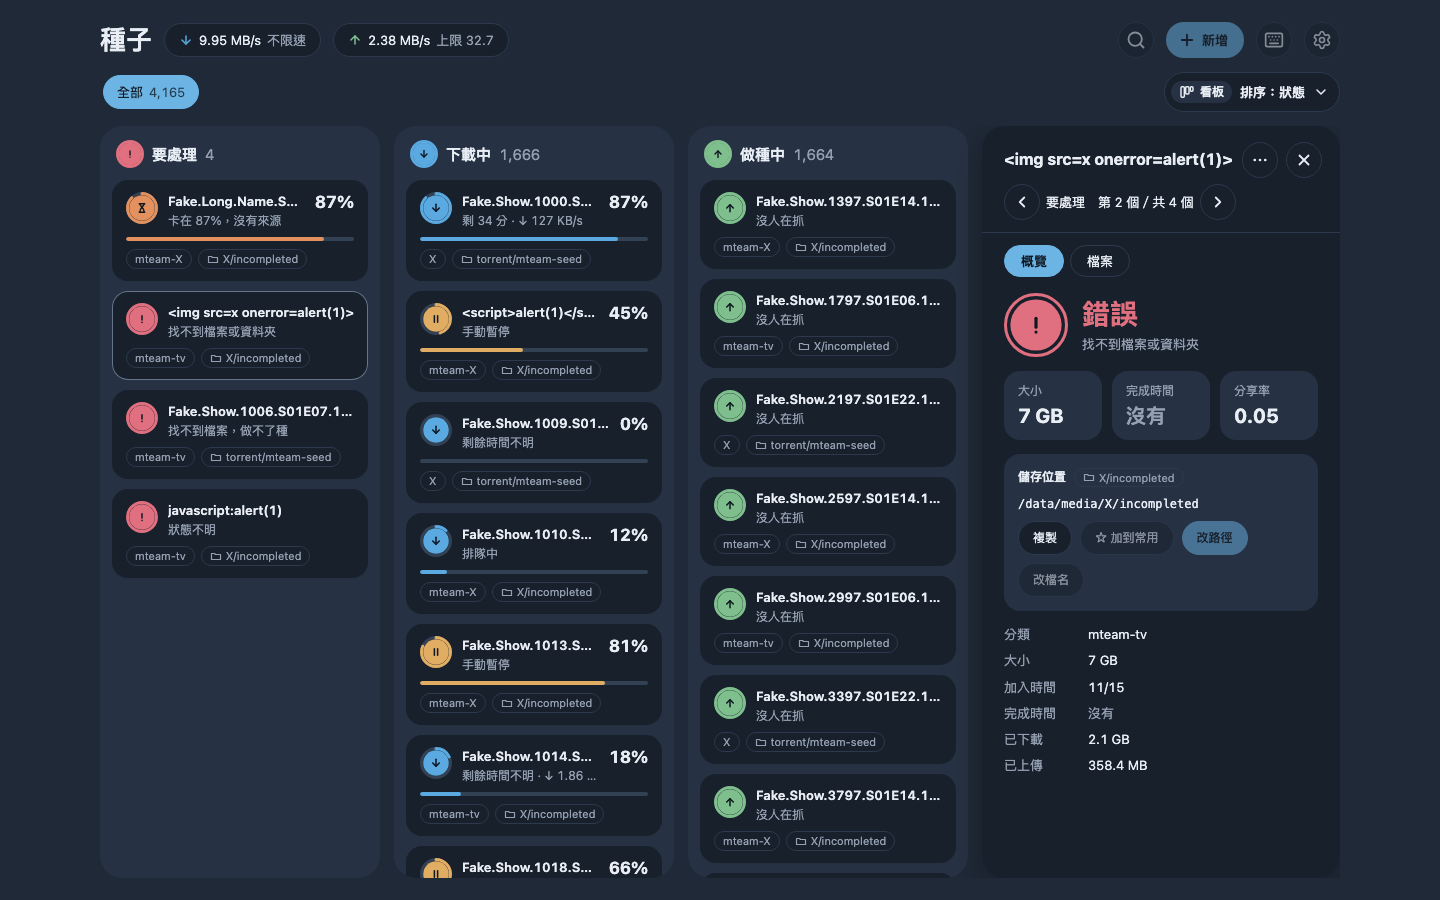 種子
9.95 MB/s 不限速
2.38 MB/s 上限 32.7
新增
全部 4,165
看板 排序：狀態
要處理 4
Fake.Long.Name.S... 87%
卡在 87%，沒有來源
mteam-X X/incompleted
<img src=x onerror=alert(1)>
找不到檔案或資料夾
mteam-tv X/incompleted
Fake.Show.1006.S01E07.1...
找不到檔案，做不了種
mteam-tv torrent/mteam-seed
javascript:alert(1)
狀態不明
mteam-tv X/incompleted
下載中 1,666
Fake.Show.1000.S... 87%
剩 34 分 · ↓ 127 KB/s
X torrent/mteam-seed
<script>alert(1)</s... 45%
手動暫停
mteam-X X/incompleted
Fake.Show.1009.S01... 0%
剩餘時間不明
X torrent/mteam-seed
Fake.Show.1010.S... 12%
排隊中
mteam-X X/incompleted
Fake.Show.1013.S... 81%
手動暫停
mteam-X X/incompleted
Fake.Show.1014.S... 18%
剩餘時間不明 · ↓ 1.86 ...
mteam-tv X/incompleted
Fake.Show.1018.S... 66%
做種中 1,664
Fake.Show.1397.S01E14.1...
沒人在抓
mteam-X X/incompleted
Fake.Show.1797.S01E06.1...
沒人在抓
mteam-tv X/incompleted
Fake.Show.2197.S01E22.1...
沒人在抓
X torrent/mteam-seed
Fake.Show.2597.S01E14.1...
沒人在抓
mteam-X X/incompleted
Fake.Show.2997.S01E06.1...
沒人在抓
mteam-tv X/incompleted
Fake.Show.3397.S01E22.1...
沒人在抓
X torrent/mteam-seed
Fake.Show.3797.S01E14.1...
沒人在抓
mteam-X X/incompleted
<img src=x onerror=alert(1)>
要處理 第 2 個 / 共 4 個
概覽 檔案
錯誤
找不到檔案或資料夾
大小 完成時間 分享率
7 GB 沒有 0.05
儲存位置 X/incompleted
/data/media/X/incompleted
複製 加到常用 改路徑
改檔名
分類 mteam-tv
大小 7 GB
加入時間 11/15
完成時間 沒有
已下載 2.1 GB
已上傳 358.4 MB